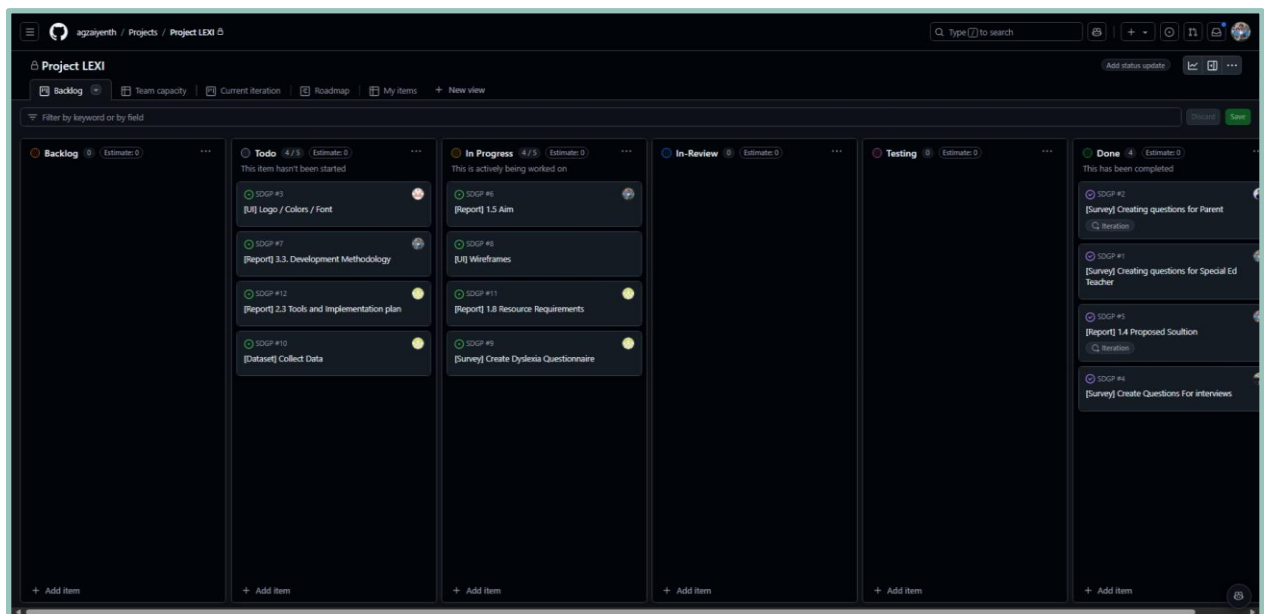 agzaiyenth / Projects / Project LEXI
Type / to search
Project LEXI
Add status update
Backlog
Team capacity
Current iteration
Roadmap
My items
+ New view
Filter by keyword or by field
Discard
Save
Backlog 0 Estimate: 0
+ Add item
Todo 4 / 5 Estimate: 0
This item hasn't been started
SDGP #3
[UI] Logo / Colors / Font
SDGP #7
[Report] 3.3. Development Methodology
SDGP #12
[Report] 2.3 Tools and Implementation plan
SDGP #10
[Dataset] Collect Data
+ Add item
In Progress 4 / 5 Estimate: 0
This is actively being worked on
SDGP #6
[Report] 1.5 Aim
SDGP #8
[UI] Wireframes
SDGP #11
[Report] 1.8 Resource Requirements
SDGP #9
[Survey] Create Dyslexia Questionnaire
+ Add item
In-Review 0 Estimate: 0
+ Add item
Testing 0 Estimate: 0
+ Add item
Done 4 Estimate: 0
This has been completed
SDGP #2
[Survey] Creating questions for Parent
Iteration
SDGP #1
[Survey] Creating questions for Special Ed
Teacher
SDGP #5
[Report] 1.4 Proposed Soultion
Iteration
SDGP #4
[Survey] Create Questions For interviews
+ Add item